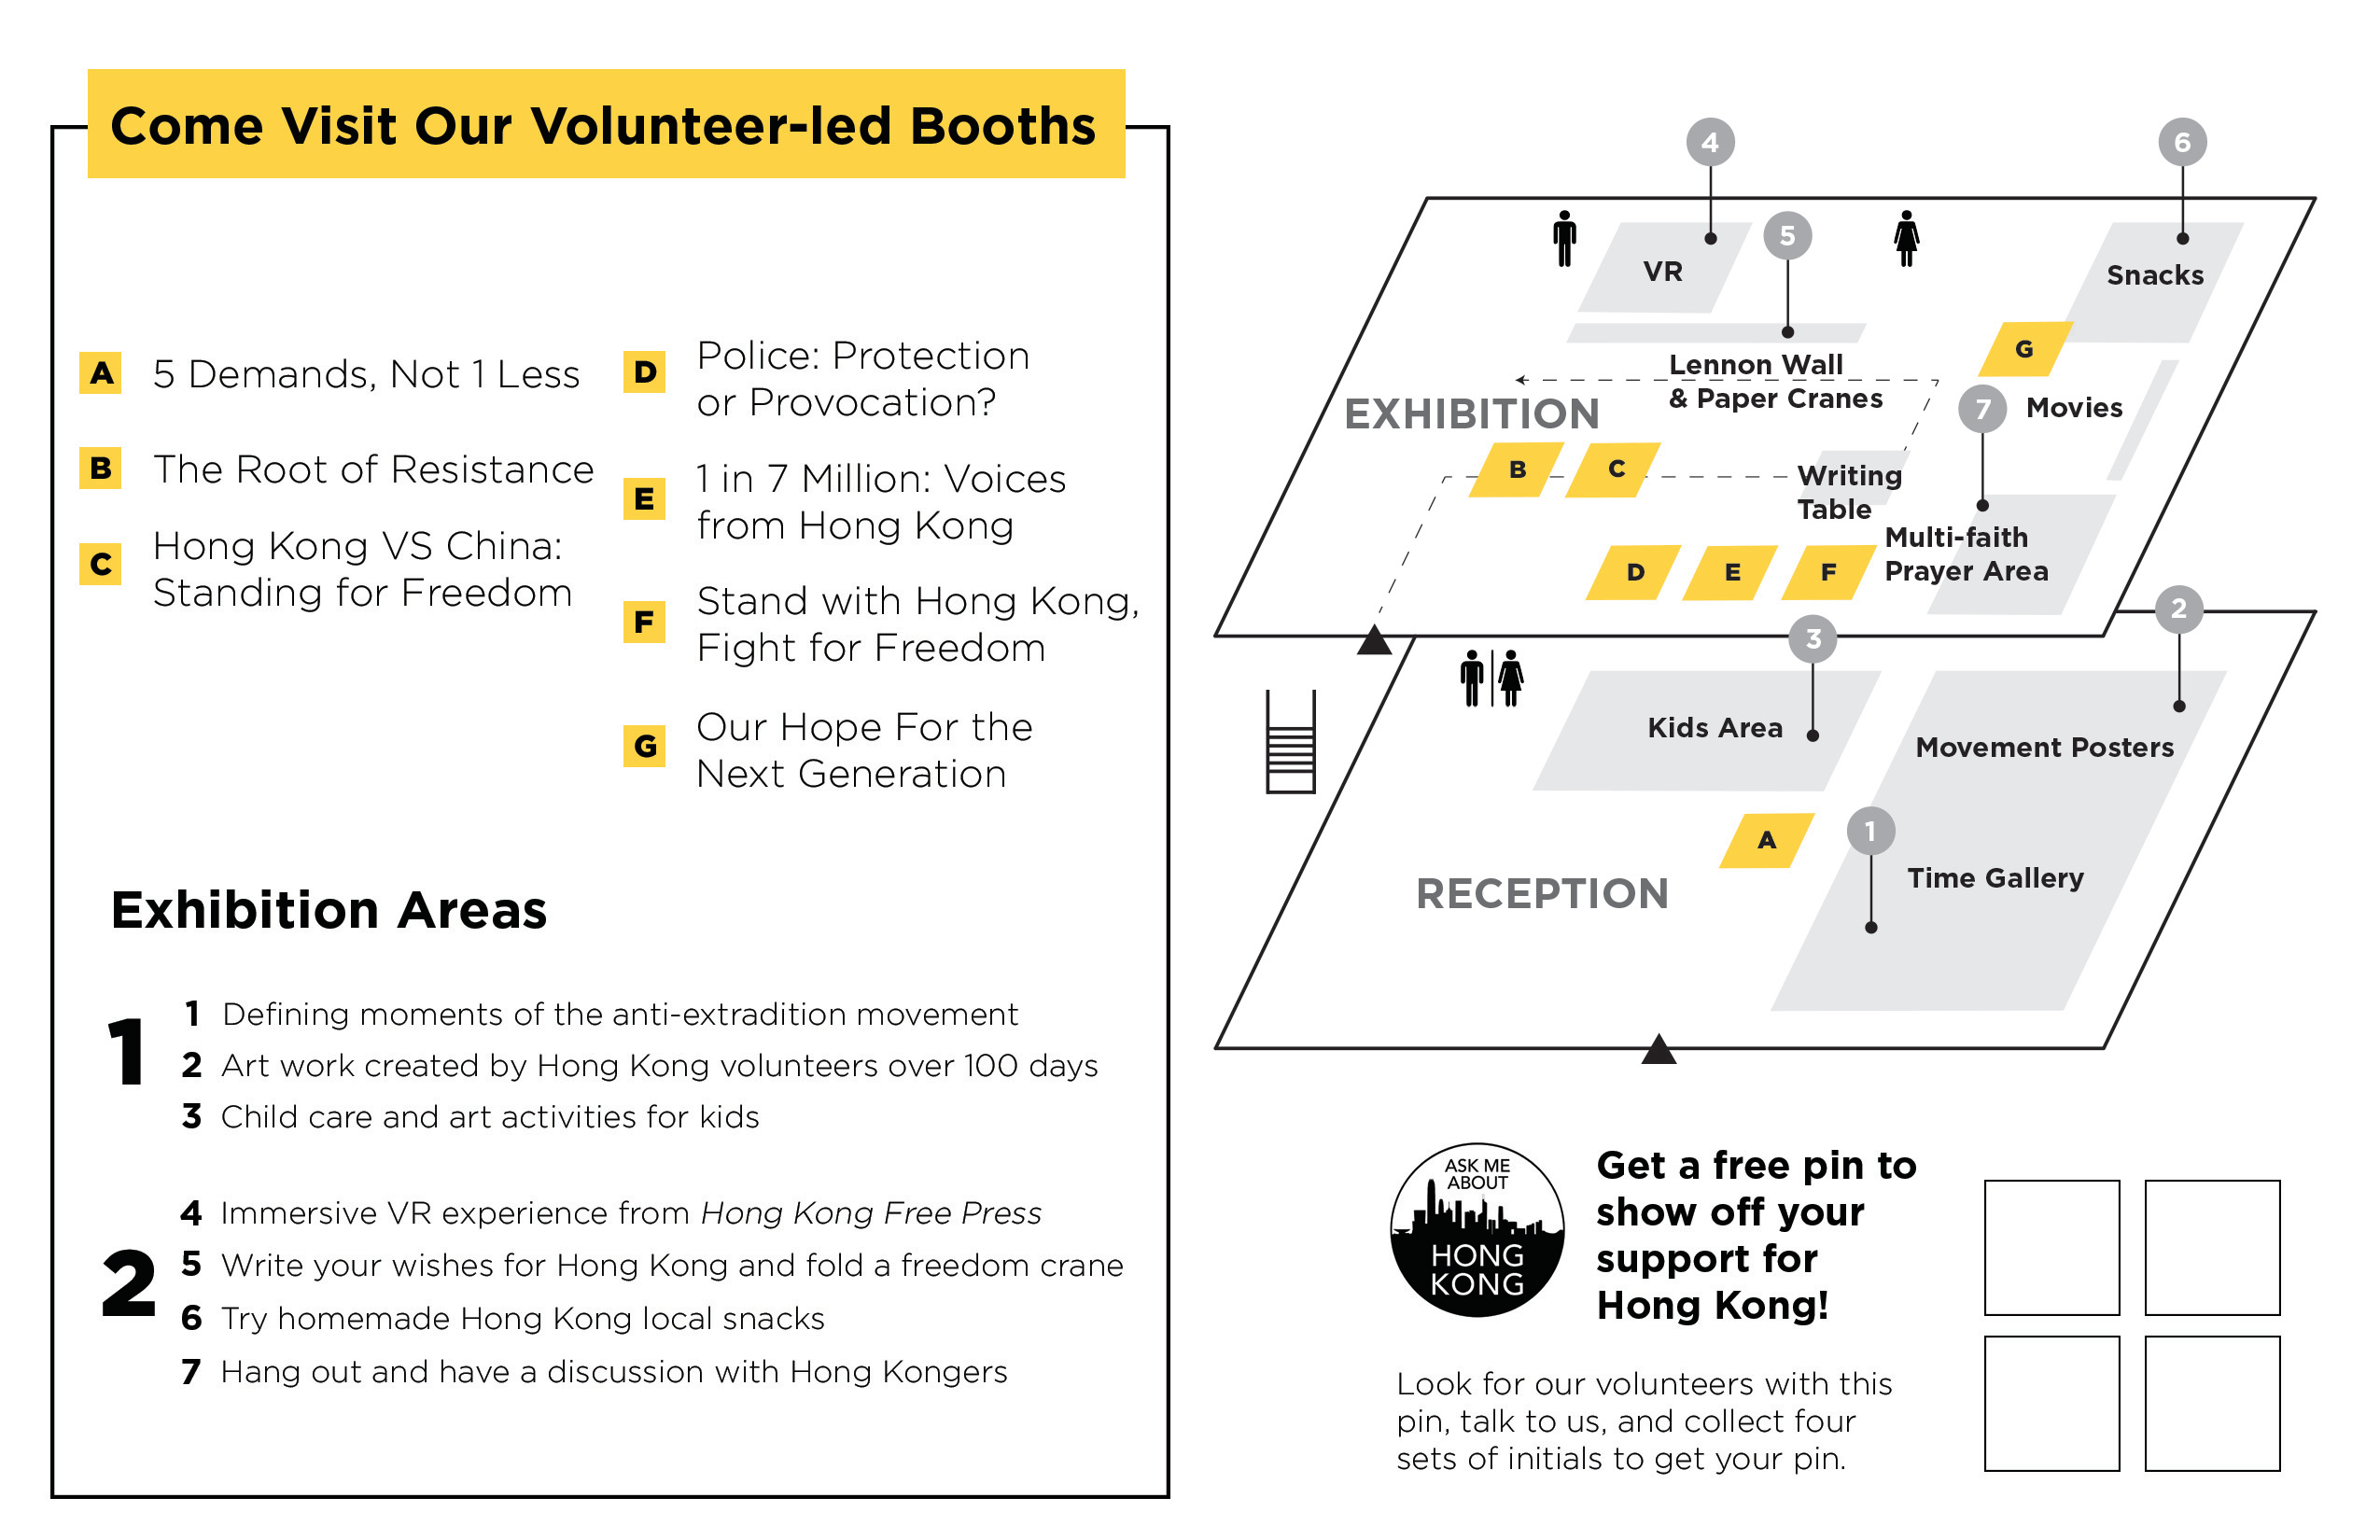 Come Visit Our Volunteer-led Booths
A 5 Demands, Not 1 Less
B The Root of Resistance
C Hong Kong VS China:
Standing for Freedom
D Police: Protection
or Provocation?
E 1 in 7 Million: Voices
from Hong Kong
F Stand with Hong Kong,
Fight for Freedom
G Our Hope For the
Next Generation
Exhibition Areas
1
1 Defining moments of the anti-extradition movement
2 Art work created by Hong Kong volunteers over 100 days
3 Child care and art activities for kids
2
4 Immersive VR experience from Hong Kong Free Press
5 Write your wishes for Hong Kong and fold a freedom crane
6 Try homemade Hong Kong local snacks
7 Hang out and have a discussion with Hong Kongers
4
6
5
VR
Snacks
G
Lennon Wall
& Paper Cranes
EXHIBITION
7
Movies
B
C
Writing
Table
Multi-faith
Prayer Area
D
E
F
2
3
Kids Area
Movement Posters
A
1
Time Gallery
RECEPTION
ASK ME
ABOUT
HONG
KONG
Get a free pin to
show off your
support for
Hong Kong!
Look for our volunteers with this
pin, talk to us, and collect four
sets of initials to get your pin.